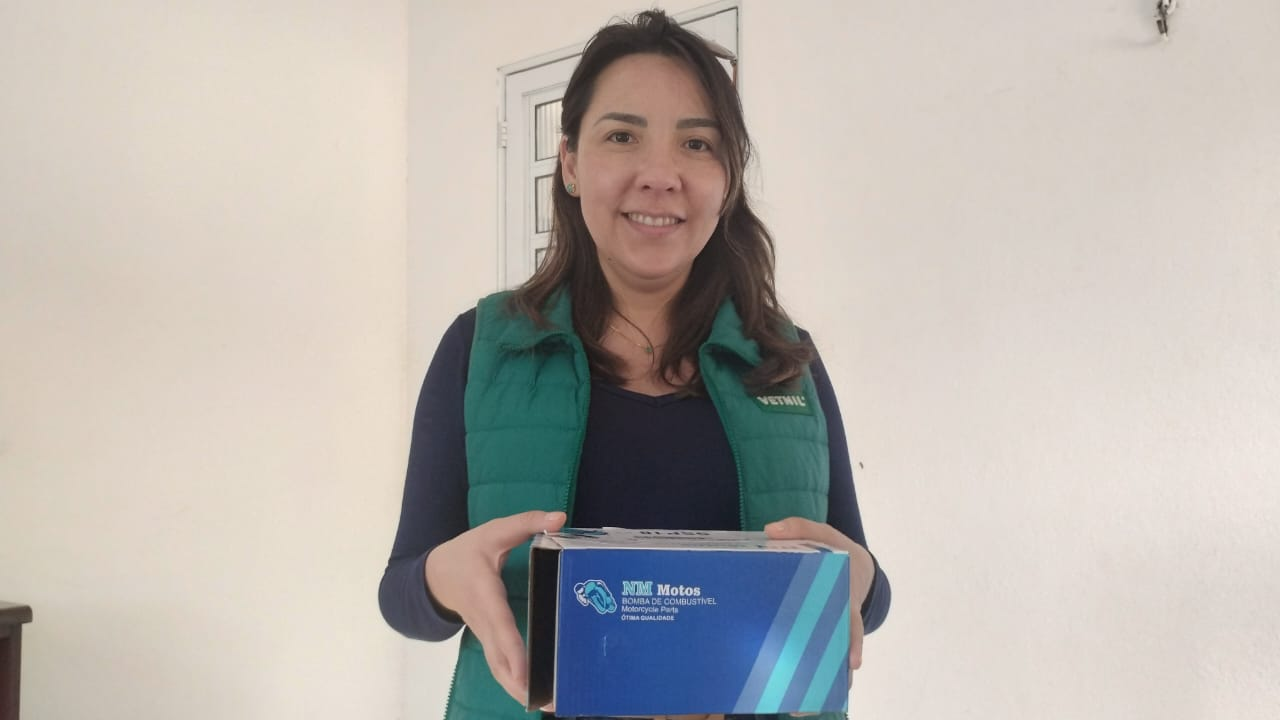 VETNIL
NM Motos
BOMBA DE COMBUSTÍVEL
Motorcycle Parts
ÓTIMA QUALIDADE